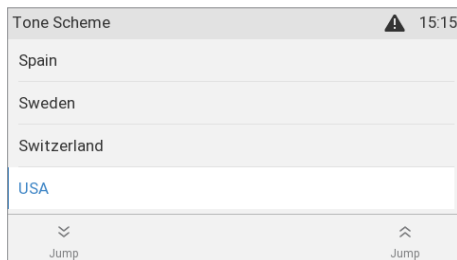 Tone Scheme 15:15
Spain
Sweden
Switzerland
USA
Jump Jump